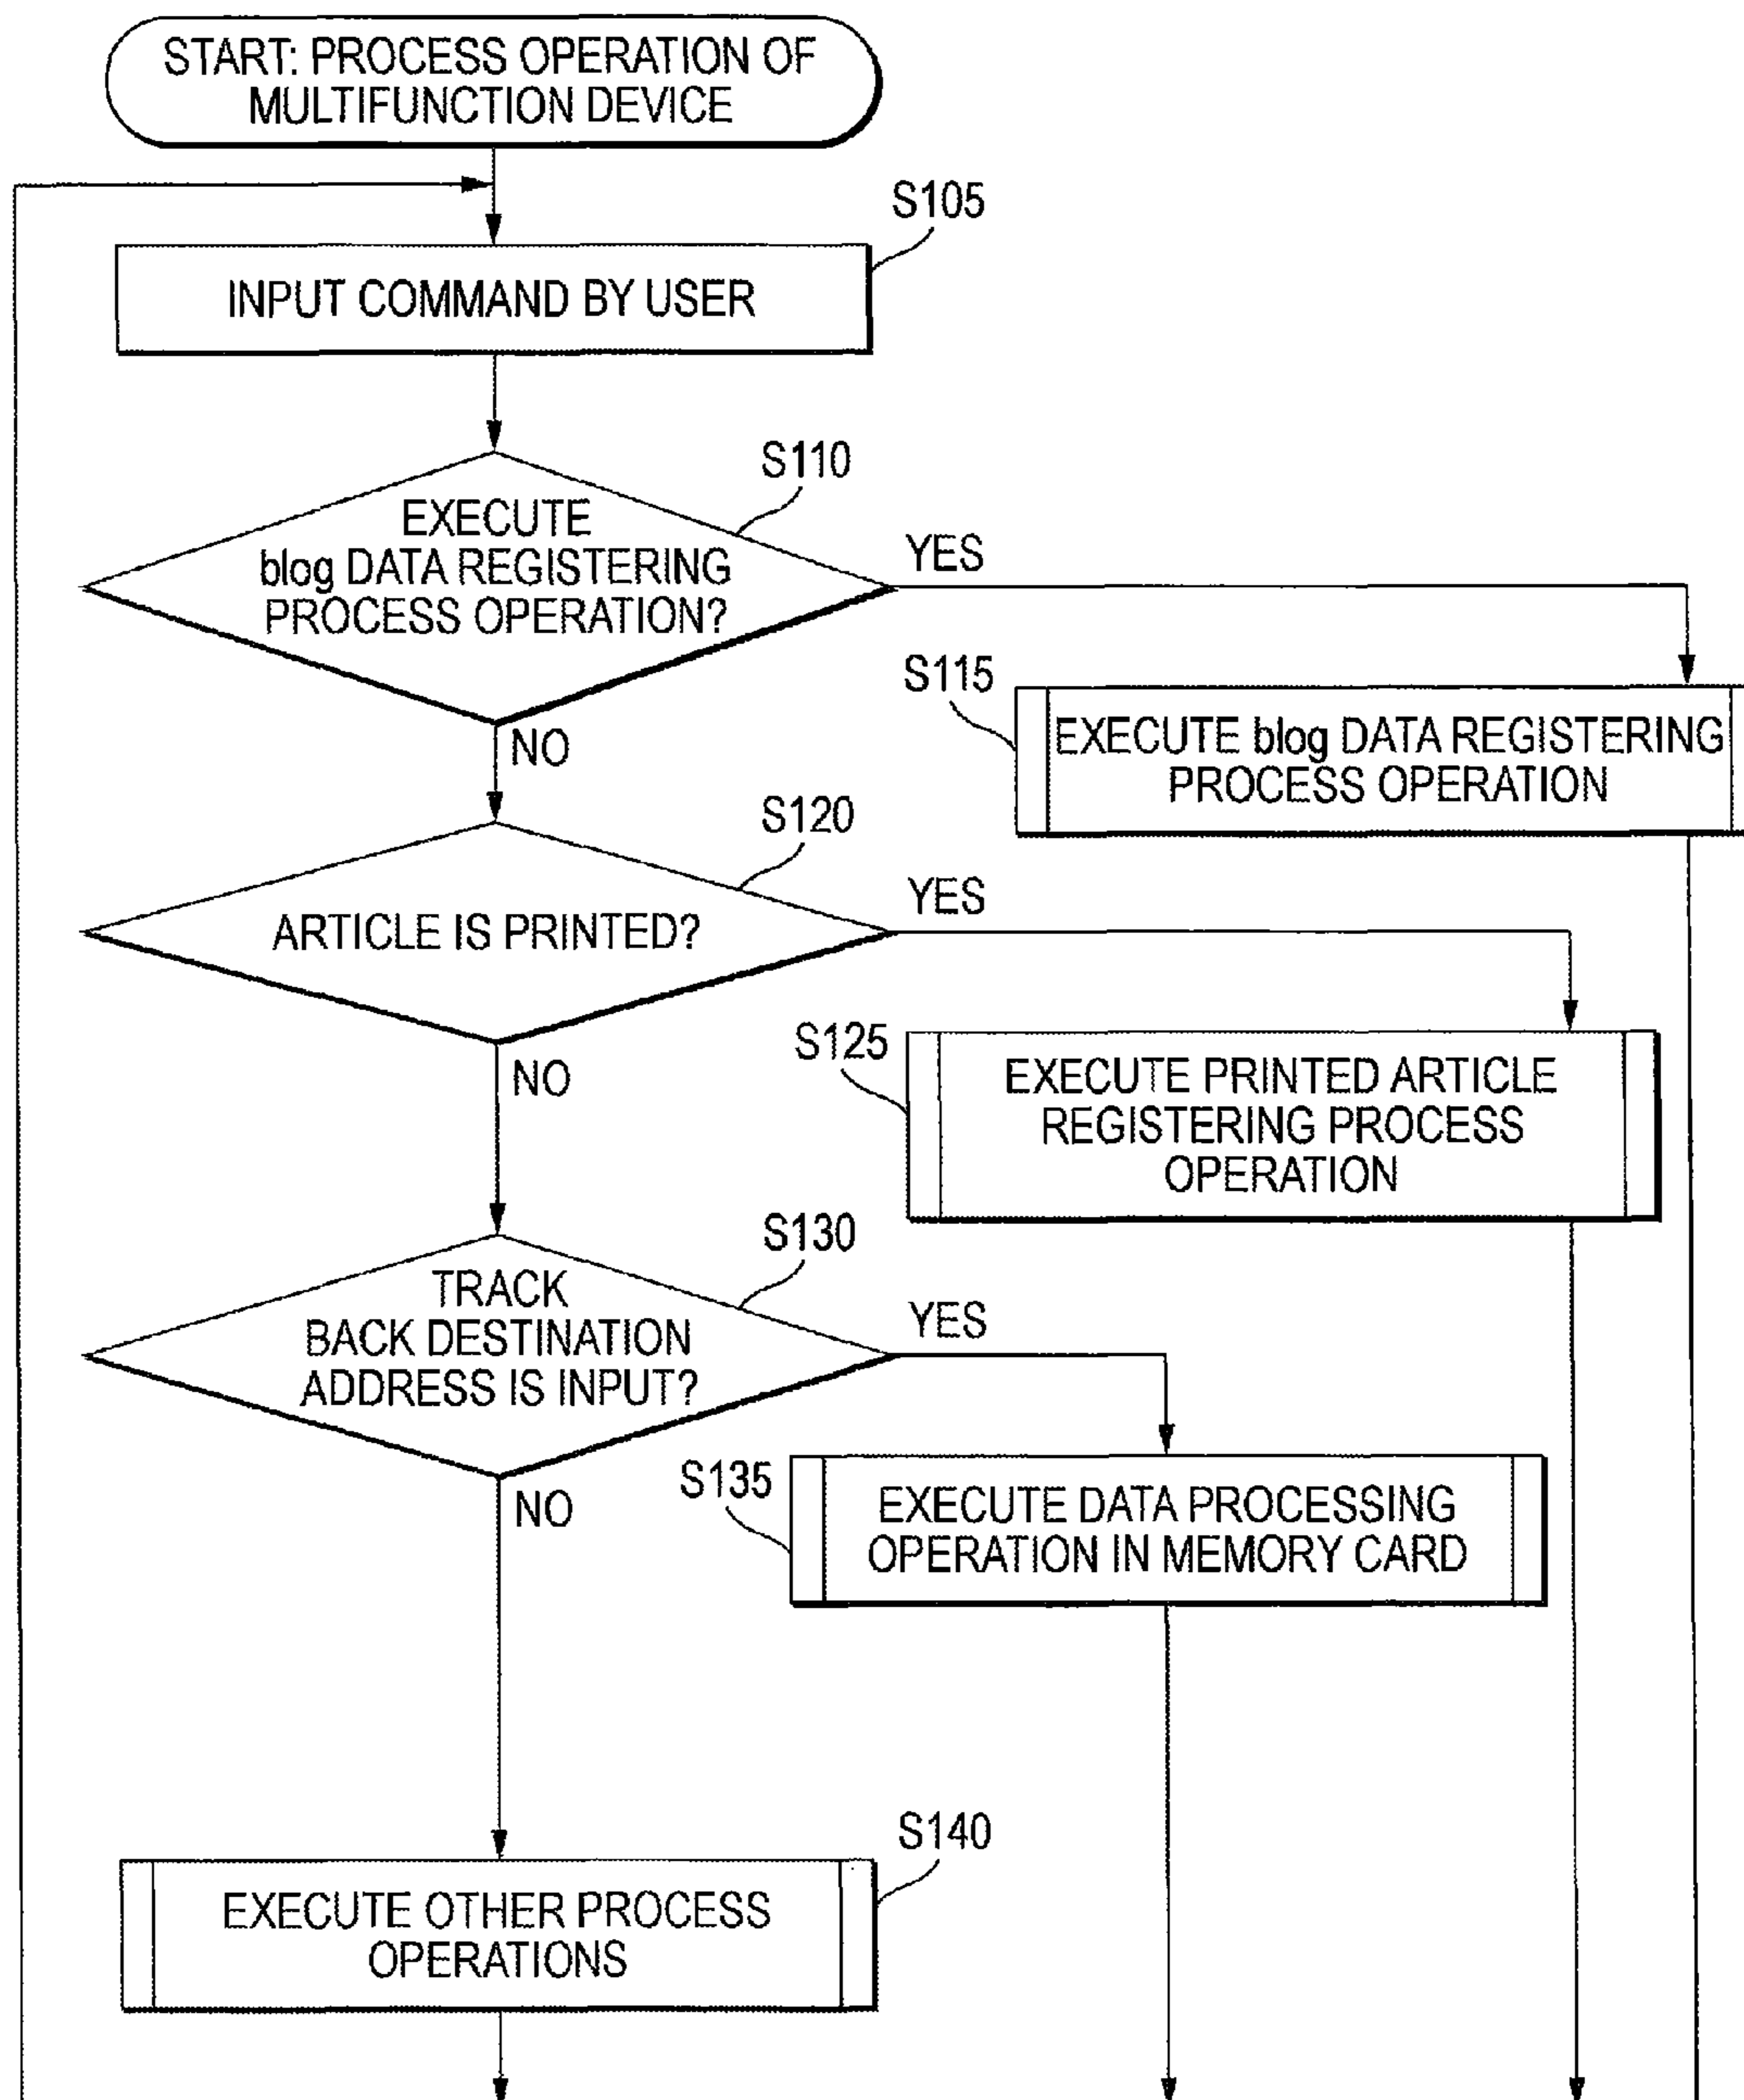 START: PROCESS OPERATION OF
MULTIFUNCTION DEVICE
S105
INPUT COMMAND BY USER
S110
EXECUTE
blog DATA REGISTERING
PROCESS OPERATION?
YES
NO
S115
EXECUTE blog DATA REGISTERING
PROCESS OPERATION
S120
ARTICLE IS PRINTED?
YES
NO
S125
EXECUTE PRINTED ARTICLE
REGISTERING PROCESS
OPERATION
S130
TRACK
BACK DESTINATION
ADDRESS IS INPUT?
YES
NO
S135
EXECUTE DATA PROCESSING
OPERATION IN MEMORY CARD
S140
EXECUTE OTHER PROCESS
OPERATIONS